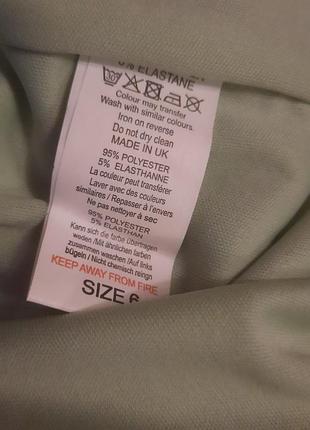 5% ELASTANE
Colour may transfer
Wash with similar colours.
Iron on reverse
Do not dry clean
MADE IN UK
95% POLYESTER
5% ELASTHANNE
La couleur peut transférer
Laver avec des couleurs
similaires / Repasser à l'envers
Ne pas nettoyer à sec
95% POLYESTER
5% ELASTHAN
Kann sich die farbe übertragen
weden /Mit ähnlichen farben
zusammen waschen /Auf links
bügeln / Nicht chemisch reinign
KEEP AWAY FROM FIRE
SIZE 6